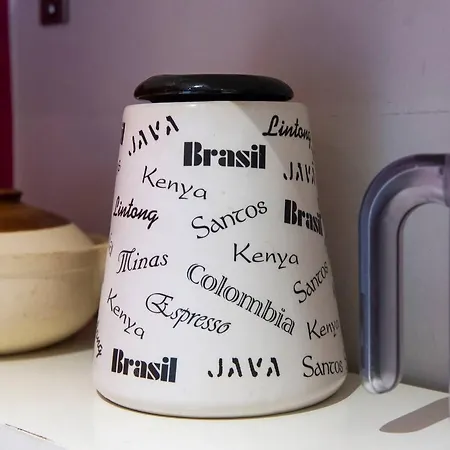 JAVA
Lintong
Brasil
JAVA
Kenya
Lintong
Santos
Brasil
Minas
Kenya
Santos
Colombia
Kenya
Espresso
Kenya
Brasil
JAVA
Santos